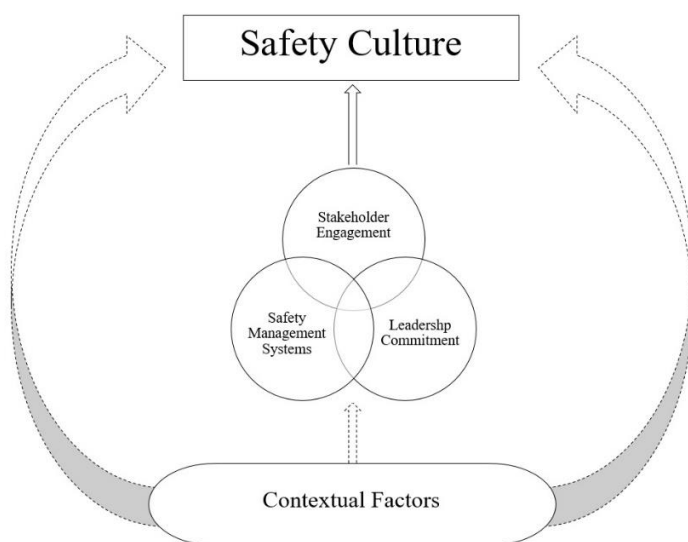 Safety Culture
Stakeholder
Engagement
Safety
Management
Systems
Leadershp
Commitment
Contextual Factors